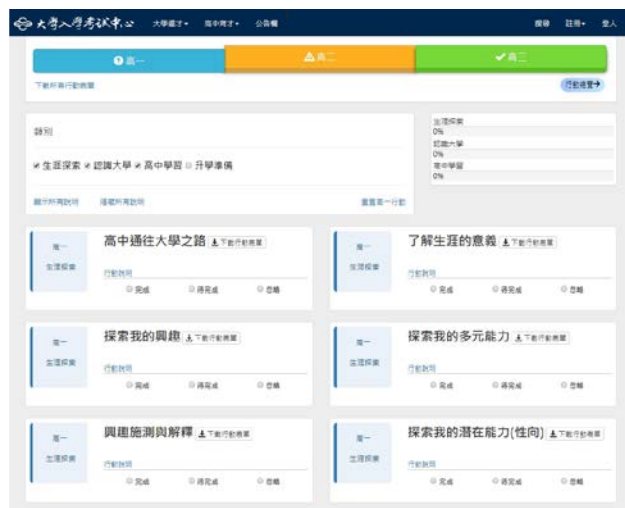 大學入學考試中心 大學選才 高中育才 公告欄 搜尋 註冊 登入
高一 高二 高三
下載所有行動表單 行動總覽
類別
生涯探索 認識大學 高中學習 升學準備
顯示所有說明 隱藏所有說明 重置高一行動
生涯探索
0%
認識大學
0%
高中學習
0%
高一
生涯探索
高中通往大學之路 下載行動表單
行動說明
完成 待完成 忽略
高一
生涯探索
了解生涯的意義 下載行動表單
行動說明
完成 待完成 忽略
高一
生涯探索
探索我的興趣 下載行動表單
行動說明
完成 待完成 忽略
高一
生涯探索
探索我的多元能力 下載行動表單
行動說明
完成 待完成 忽略
高一
生涯探索
興趣施測與解釋 下載行動表單
行動說明
完成 待完成 忽略
高一
生涯探索
探索我的潛在能力(性向) 下載行動表單
行動說明
完成 待完成 忽略